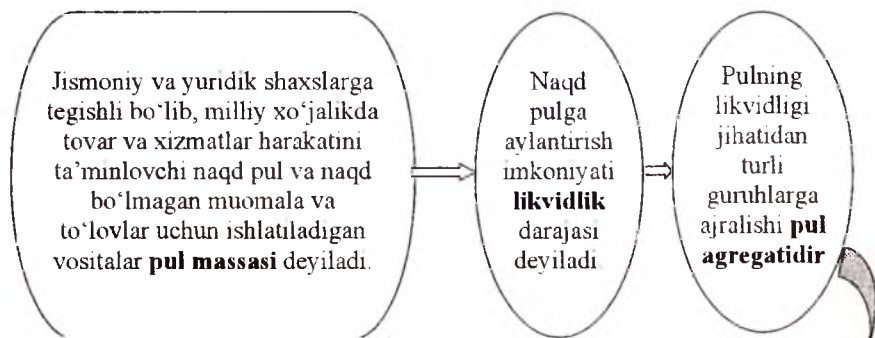 Jismoniy va yuridik shaxslarga
tegishli bo‘lib, milliy xo‘jalikda
tovar va xizmatlar harakatini
ta’minlovchi naqd pul va naqd
bo‘lmagan muomala va
to‘lovlar uchun ishlatiladigan
vositalar pul massasi deyiladi.
Naqd
pulga
aylantirish
imkoniyati
likvidlik
darajasi
deyiladi
Pulning
likvidligi
jihatidan
turli
guruhlarga
ajralishi pul
agregatidir